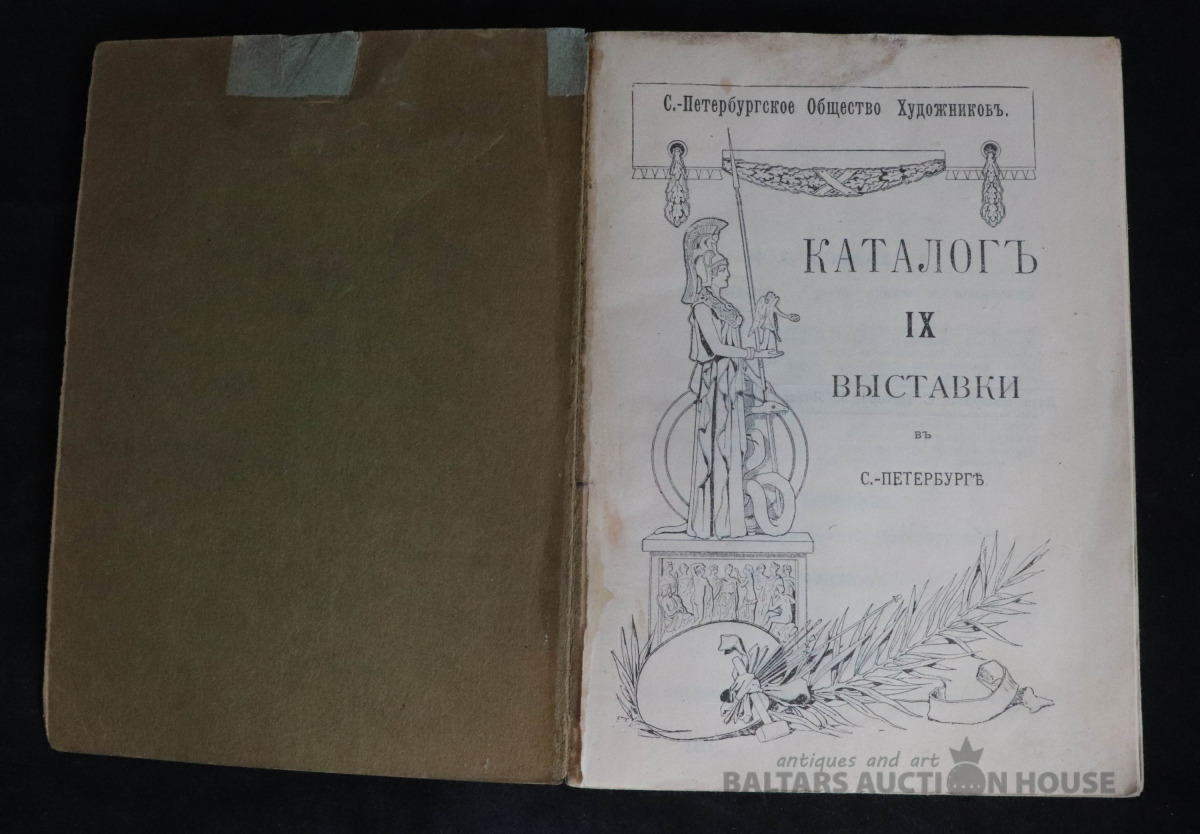 С.-Петербургское Общество Художниковъ.
КАТАЛОГЪ
IX
ВЫСТАВКИ
въ
С.-ПЕТЕРБУРГѢ
antiques and art
BALTARS AUCTION HOUSE